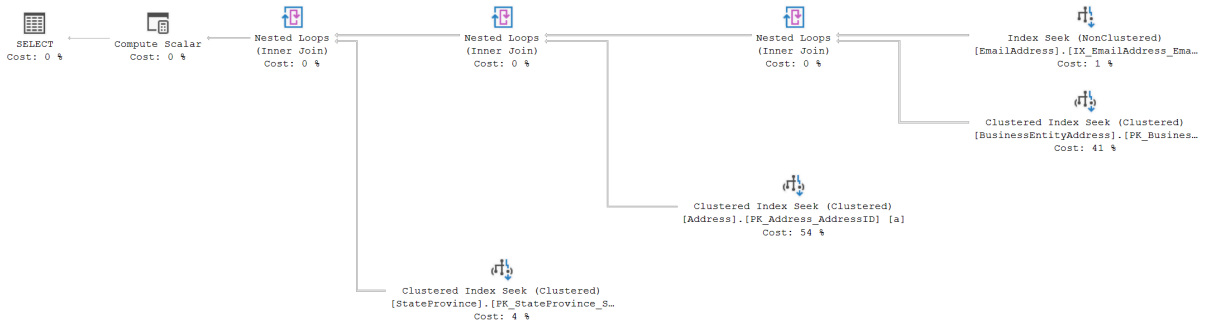 SELECT
Cost: 0 %
Compute Scalar
Cost: 0 %
Nested Loops
(Inner Join)
Cost: 0 %
Nested Loops
(Inner Join)
Cost: 0 %
Nested Loops
(Inner Join)
Cost: 0 %
Index Seek (NonClustered)
[EmailAddress].[IX_EmailAddress_Ema…
Cost: 1 %
Clustered Index Seek (Clustered)
[BusinessEntityAddress].[PK_Busines…
Cost: 41 %
Clustered Index Seek (Clustered)
[Address].[PK_Address_AddressID] [a]
Cost: 54 %
Clustered Index Seek (Clustered)
[StateProvince].[PK_StateProvince_S…
Cost: 4 %